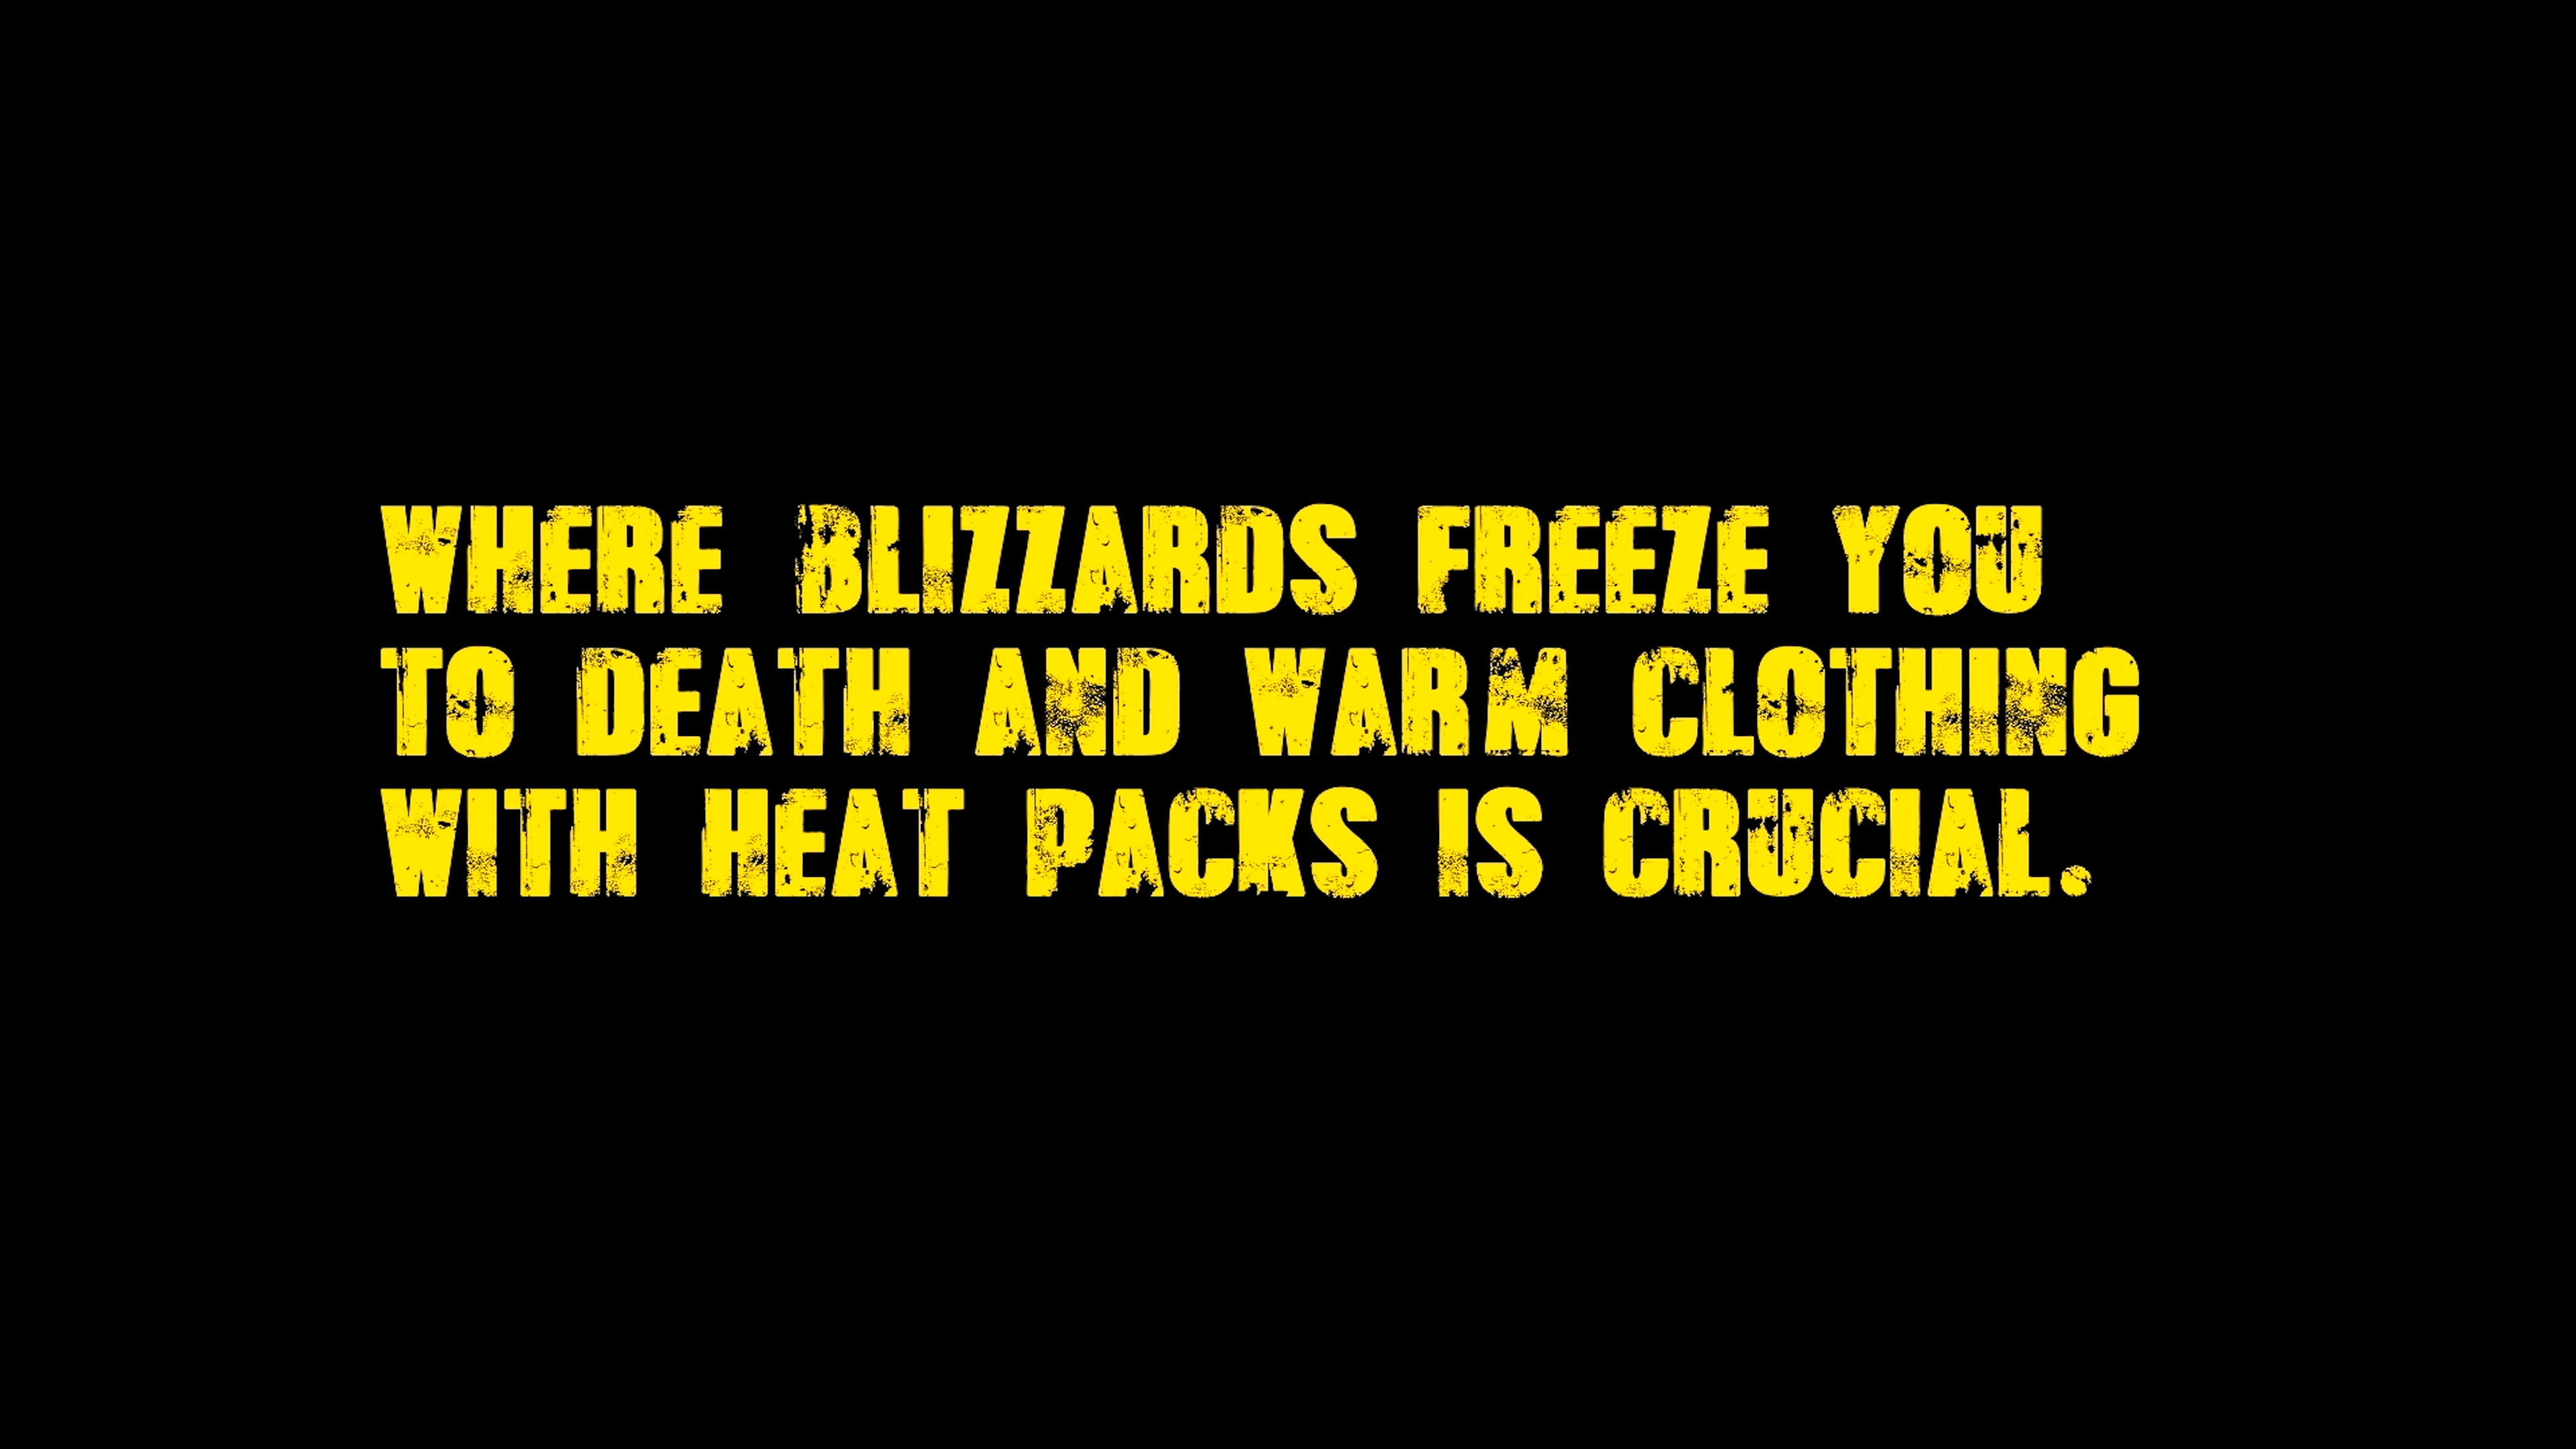 WHERE BLIZZARDS FREEZE YOU
TO DEATH AND WARM CLOTHING
WITH HEAT PACKS IS CRUCIAL.